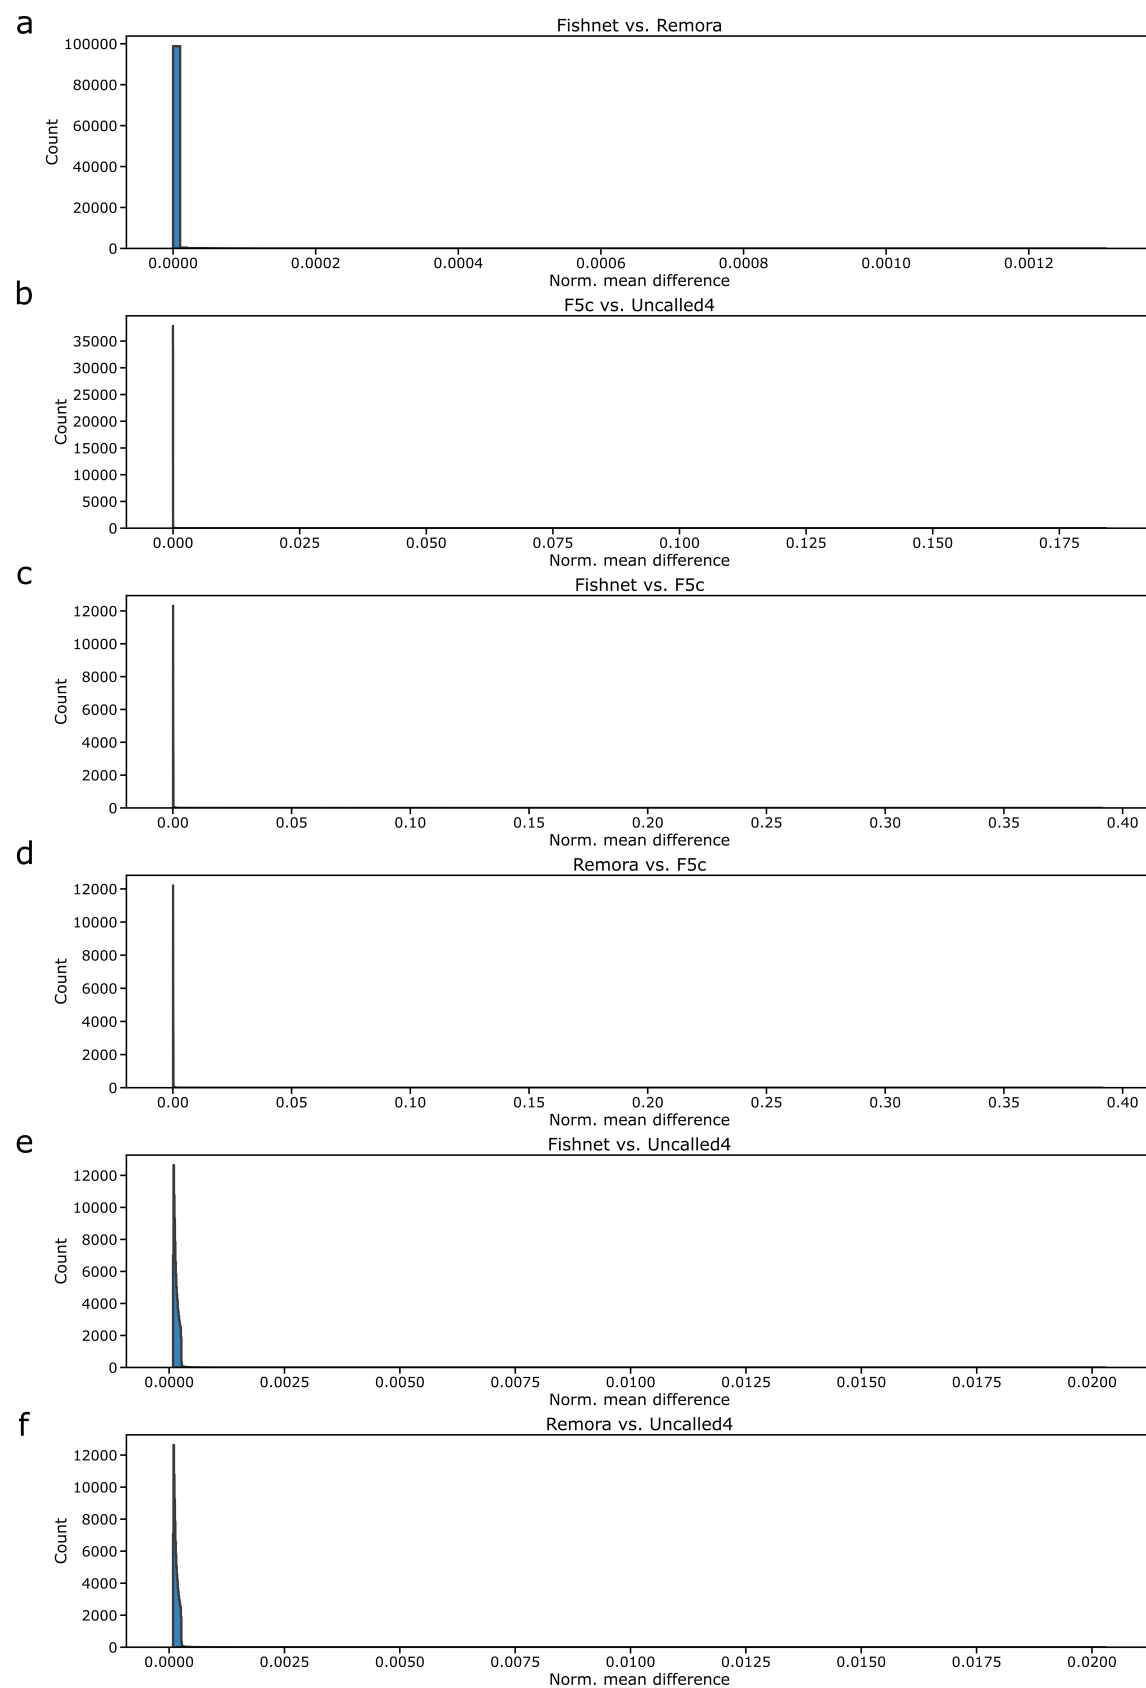 a
Fishnet vs. Remora
100000
80000
60000
40000
20000
0
Count
0.0000 0.0002 0.0004 0.0006 0.0008 0.0010 0.0012
Norm. mean difference
b
F5c vs. Uncalled4
35000
30000
25000
20000
15000
10000
5000
0
Count
0.000 0.025 0.050 0.075 0.100 0.125 0.150 0.175
Norm. mean difference
c
Fishnet vs. F5c
12000
10000
8000
6000
4000
2000
0
Count
0.00 0.05 0.10 0.15 0.20 0.25 0.30 0.35 0.40
Norm. mean difference
d
Remora vs. F5c
12000
10000
8000
6000
4000
2000
0
Count
0.00 0.05 0.10 0.15 0.20 0.25 0.30 0.35 0.40
Norm. mean difference
e
Fishnet vs. Uncalled4
12000
10000
8000
6000
4000
2000
0
Count
0.0000 0.0025 0.0050 0.0075 0.0100 0.0125 0.0150 0.0175 0.0200
Norm. mean difference
f
Remora vs. Uncalled4
12000
10000
8000
6000
4000
2000
0
Count
0.0000 0.0025 0.0050 0.0075 0.0100 0.0125 0.0150 0.0175 0.0200
Norm. mean difference